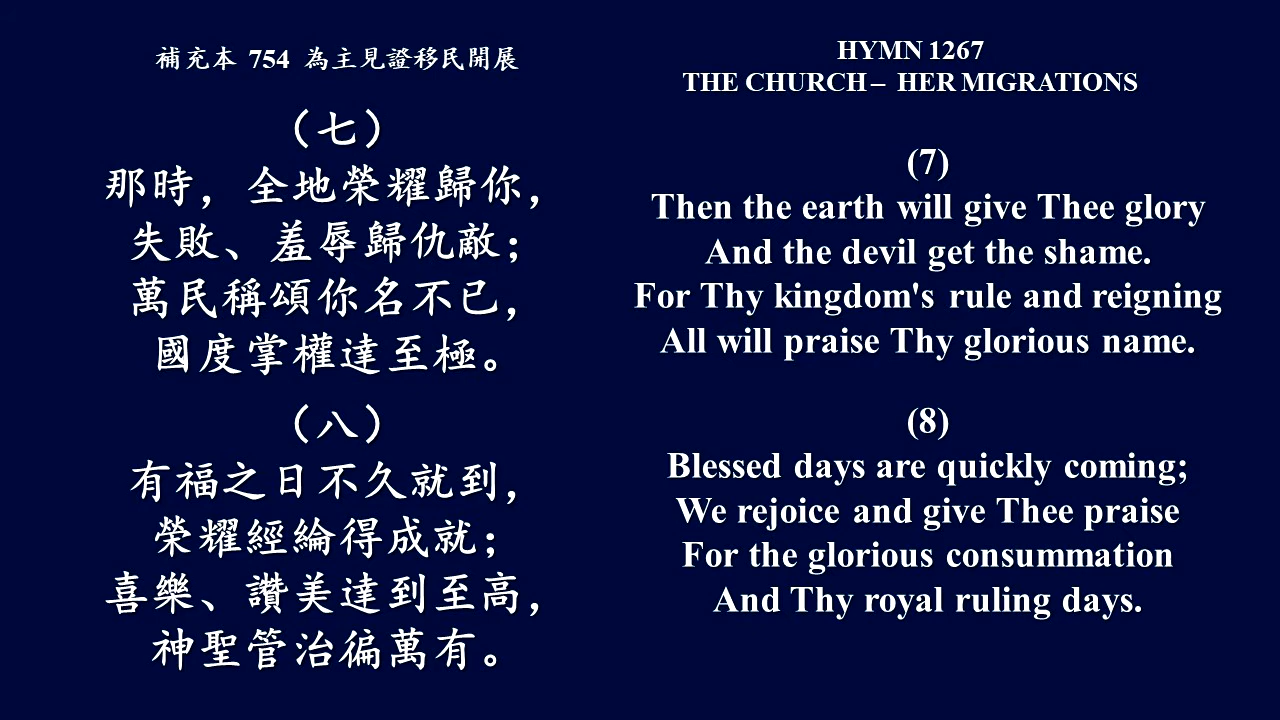 補充本 754 為主見證移民開展
（七）
那時，全地榮耀歸你，
失敗、羞辱歸仇敵；
萬民稱頌你名不已，
國度掌權達至極。
（八）
有福之日不久就到，
榮耀經綸得成就；
喜樂、讚美達到至高，
神聖管治徧萬有。
HYMN 1267
THE CHURCH – HER MIGRATIONS
(7)
Then the earth will give Thee glory
And the devil get the shame.
For Thy kingdom's rule and reigning
All will praise Thy glorious name.
(8)
Blessed days are quickly coming;
We rejoice and give Thee praise
For the glorious consummation
And Thy royal ruling days.